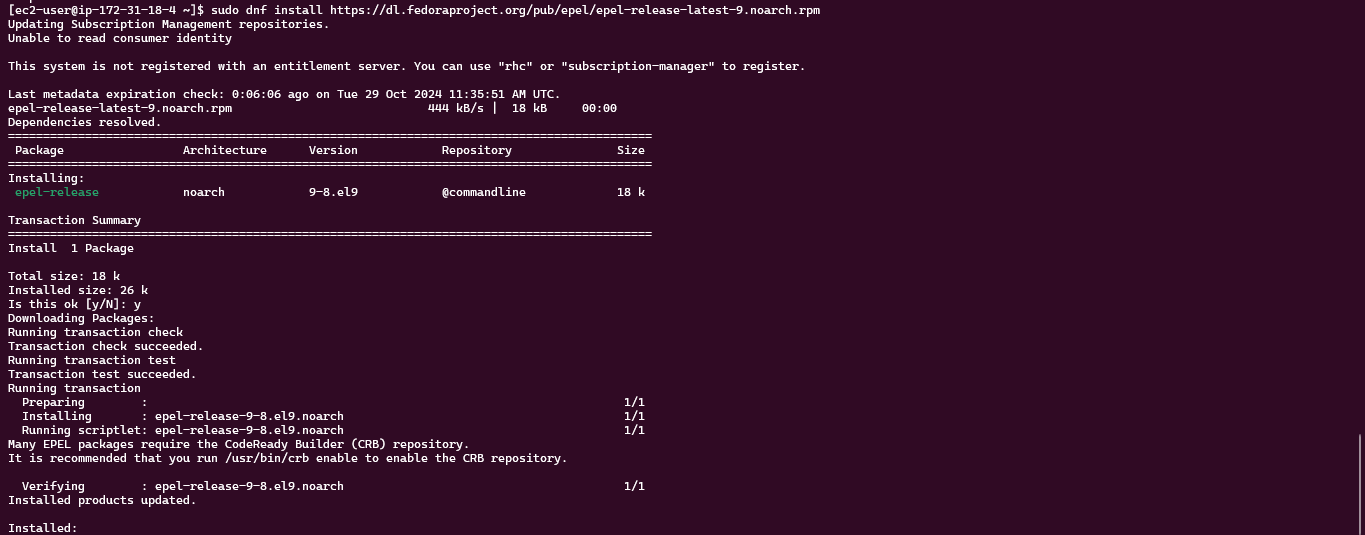 [ec2-user@ip-172-31-18-4 ~]$ sudo dnf install https://dl.fedoraproject.org/pub/epel/epel-release-latest-9.noarch.rpm
Updating Subscription Management repositories.
Unable to read consumer identity
This system is not registered with an entitlement server. You can use "rhc" or "subscription-manager" to register.
Last metadata expiration check: 0:06:06 ago on Tue 29 Oct 2024 11:35:51 AM UTC.
epel-release-latest-9.noarch.rpm 444 kB/s | 18 kB 00:00
Dependencies resolved.
============================================================================================
Package Architecture Version Repository Size
============================================================================================
Installing:
epel-release noarch 9-8.el9 @commandline 18 k
Transaction Summary
============================================================================================
Install 1 Package
Total size: 18 k
Installed size: 26 k
Is this ok [y/N]: y
Downloading Packages:
Running transaction check
Transaction check succeeded.
Running transaction test
Transaction test succeeded.
Running transaction
Preparing : 1/1
Installing : epel-release-9-8.el9.noarch 1/1
Running scriptlet: epel-release-9-8.el9.noarch 1/1
Many EPEL packages require the CodeReady Builder (CRB) repository.
It is recommended that you run /usr/bin/crb enable to enable the CRB repository.
Verifying : epel-release-9-8.el9.noarch 1/1
Installed products updated.
Installed: